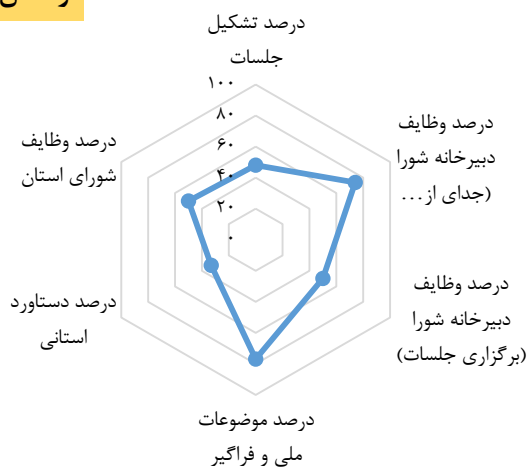 درصد تشکیل
جلسات
۱۰۰
۸۰
۶۰
۴۰
۲۰
۰
درصد وظایف
دبیرخانه شورا
(جدای از...
درصد وظایف
دبیرخانه شورا
(برگزاری جلسات)
درصد موضوعات
ملی و فراگیر
درصد دستاورد
استانی
درصد وظایف
شورای استان